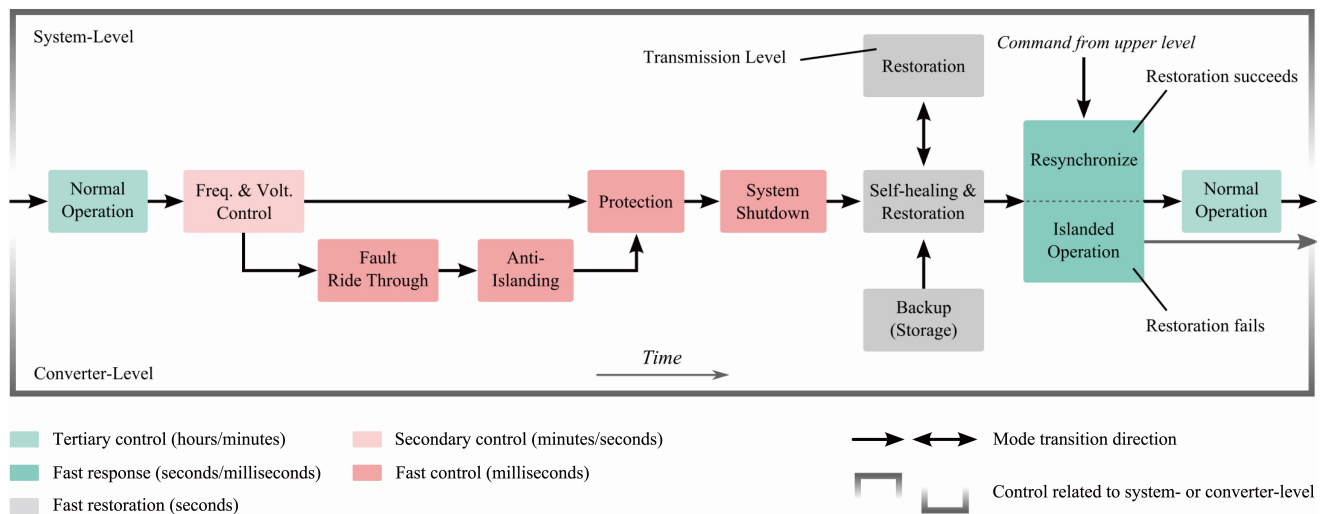 System-Level
Transmission Level
Restoration
Command from upper level
Restoration succeeds
Normal
Operation
Freq. & Volt.
Control
Protection
System
Shutdown
Self-healing &
Restoration
Resynchronize
Islanded
Operation
Normal
Operation
Fault
Ride Through
Anti-
Islanding
Backup
(Storage)
Restoration fails
Time
Converter-Level
Tertiary control (hours/minutes)
Secondary control (minutes/seconds)
Mode transition direction
Fast response (seconds/milliseconds)
Fast control (milliseconds)
Fast restoration (seconds)
Control related to system- or converter-level